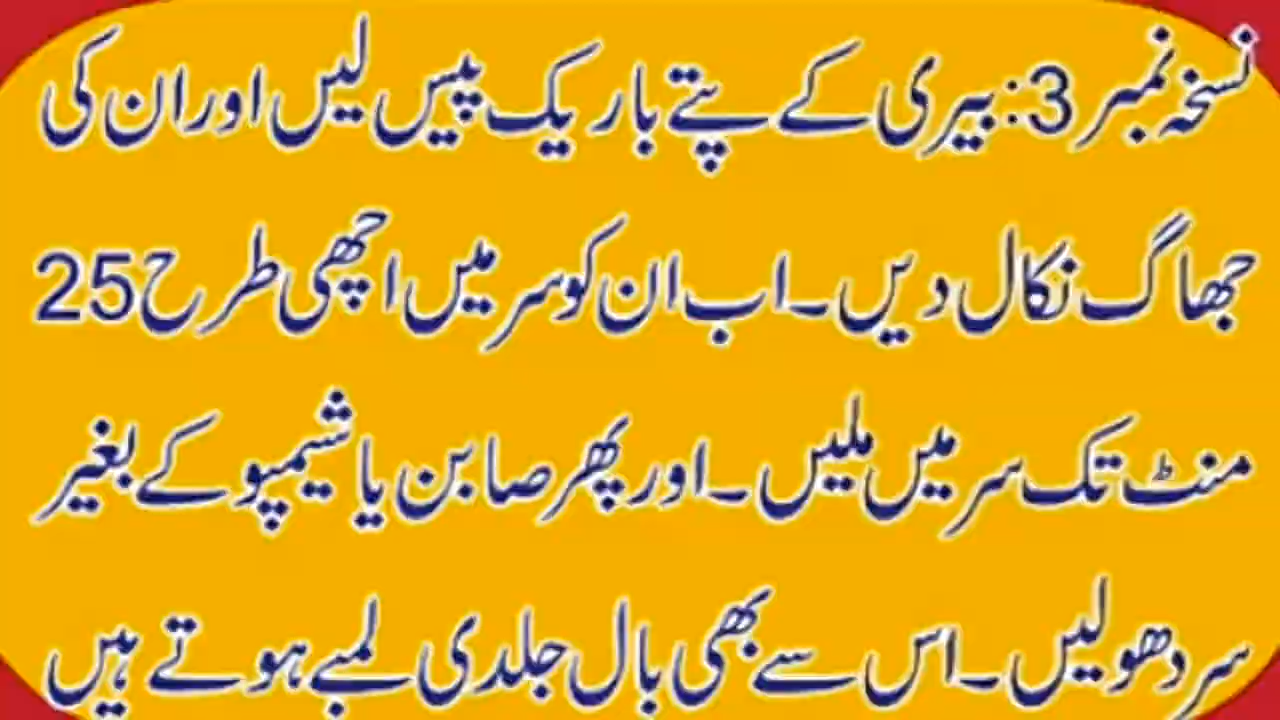 نسخہ نمبر 3: بیری کے پتے باریک پیس لیں اور ان کی
جھاگ نکال دیں۔ اب ان کو سر میں اچھی طرح 25
منٹ تک سر میں ملیں۔ اور پھر صابن یا شیمپو کے بغیر
سر دھو لیں۔ اس سے بھی بال جلدی لمبے ہوتے ہیں